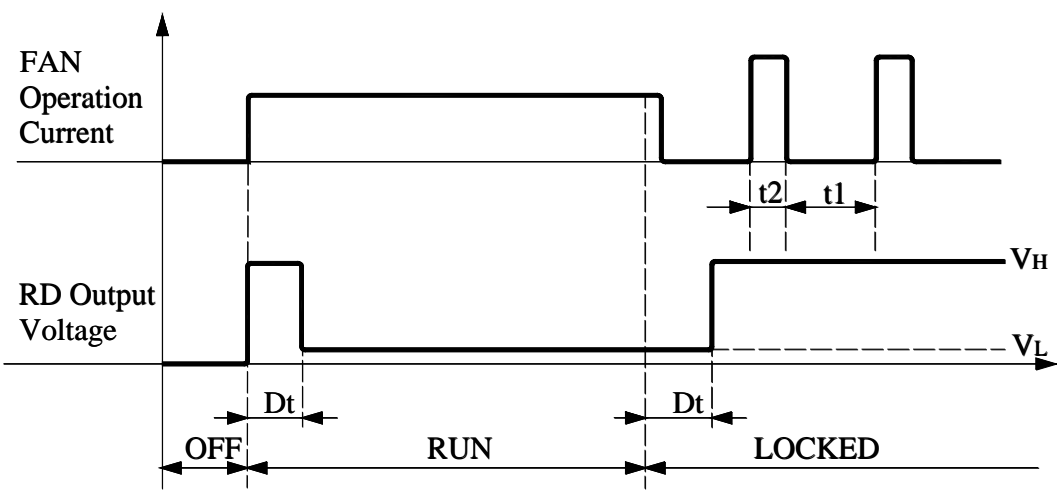 FAN
Operation
Current
t2 t1
VH
RD Output
Voltage
VL
Dt Dt
OFF RUN LOCKED